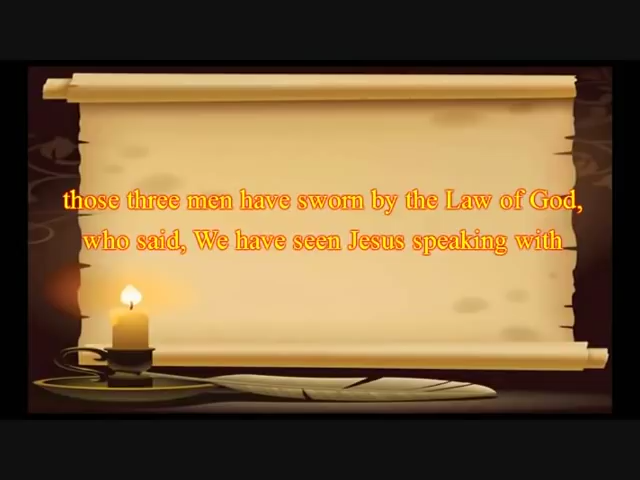 those three men have sworn by the Law of God,
who said, We have seen Jesus speaking with